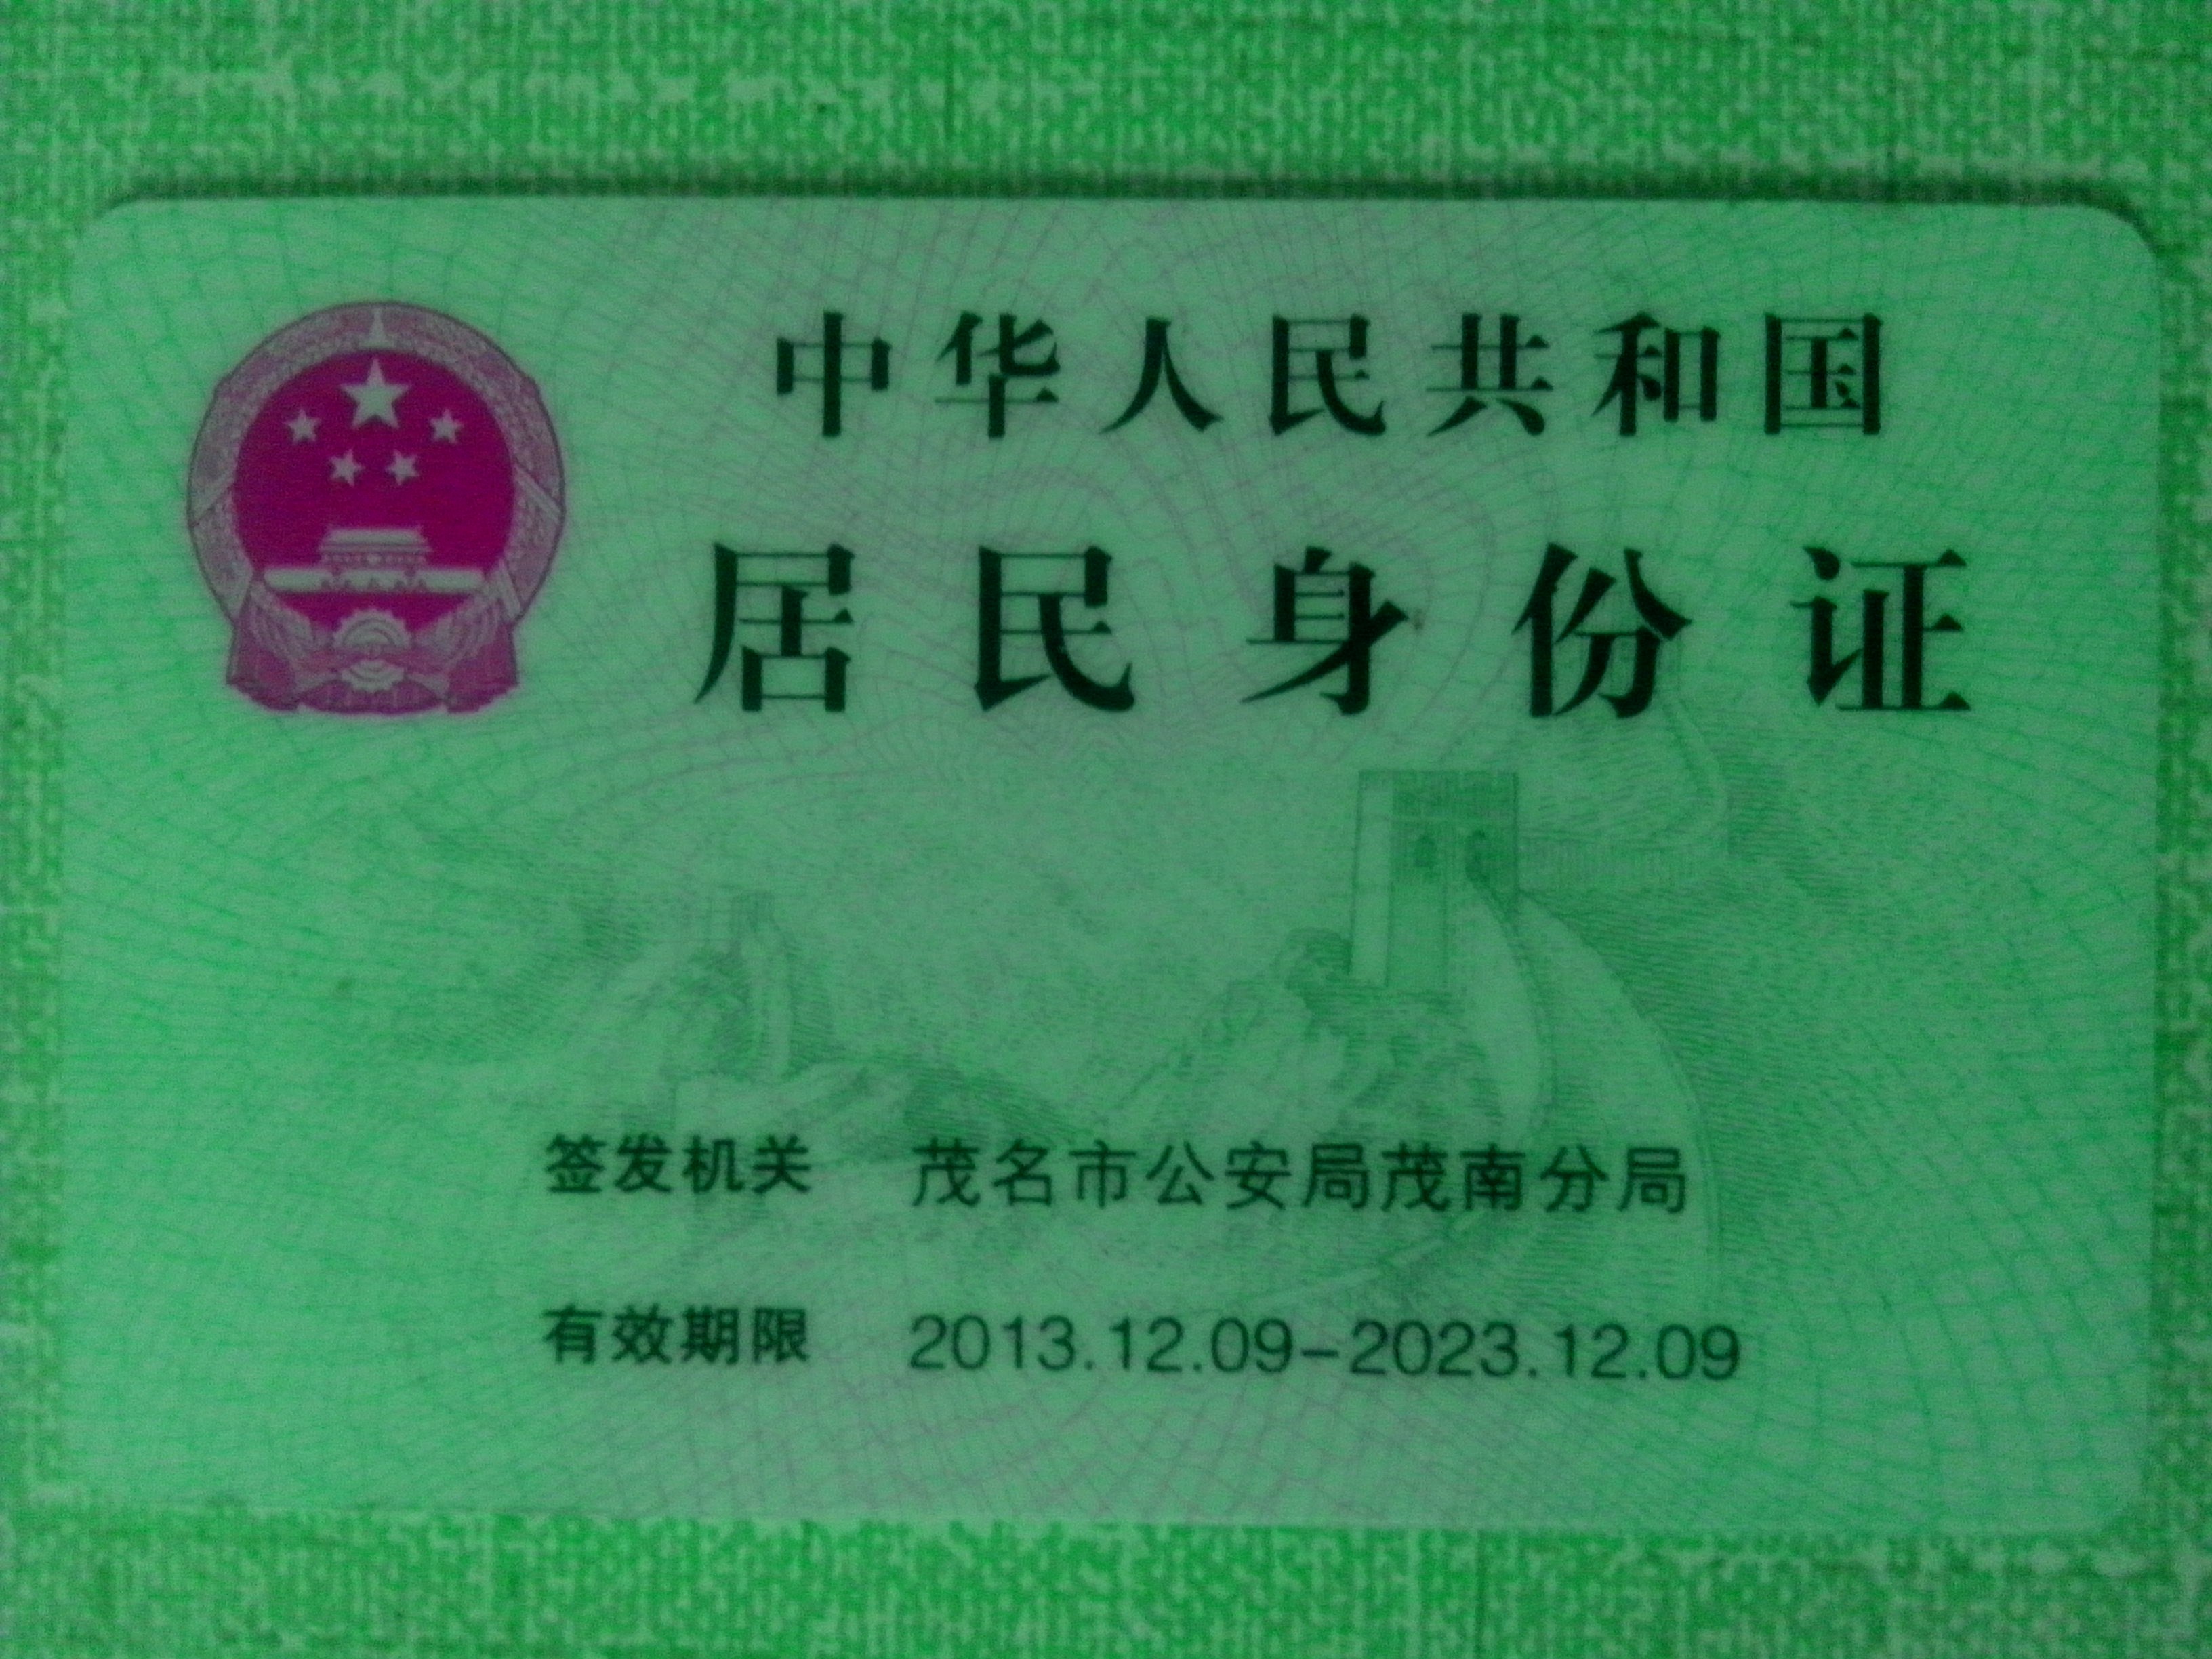 中华人民共和国
居民身份证
签发机关 茂名市公安局茂南分局
有效期限 2013.12.09-2023.12.09